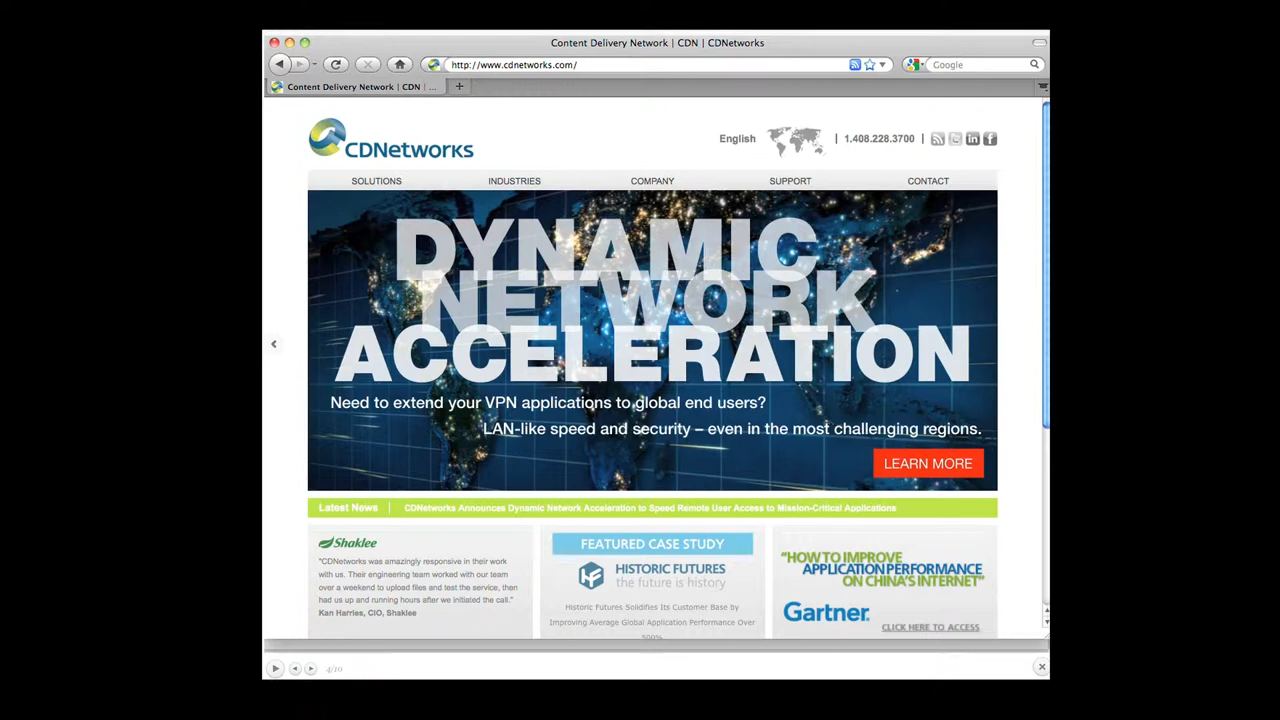 Content Delivery Network | CDN | CDNetworks
http://www.cdnetworks.com/
Google
Content Delivery Network | CDN | ...
CDNetworks
English
1.408.228.3700
SOLUTIONS
INDUSTRIES
COMPANY
SUPPORT
CONTACT
DYNAMIC
NETWORK
ACCELERATION
Need to extend your VPN applications to global end users?
LAN-like speed and security – even in the most challenging regions.
LEARN MORE
Latest News
CDNetworks Announces Dynamic Network Acceleration to Speed Remote User Access to Mission-Critical Applications
Shaklee
"CDNetworks was amazingly responsive in their work
with us. Their engineering team worked with our team
over a weekend to upload files and test the service, then
had us up and running hours after we initiated the call."
Kan Harries, CIO, Shaklee
FEATURED CASE STUDY
HF
HISTORIC FUTURES
the future is history
Historic Futures Solidifies Its Customer Base by
Improving Average Global Application Performance Over
500%
"HOW TO IMPROVE
APPLICATION PERFORMANCE
ON CHINA'S INTERNET"
Gartner.
CLICK HERE TO ACCESS
4/10